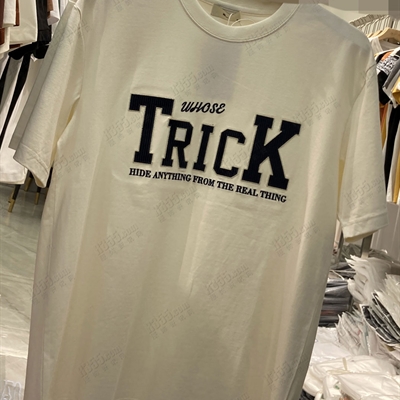 WHOSE
TRICK
HIDE ANYTHING FROM THE REAL THING